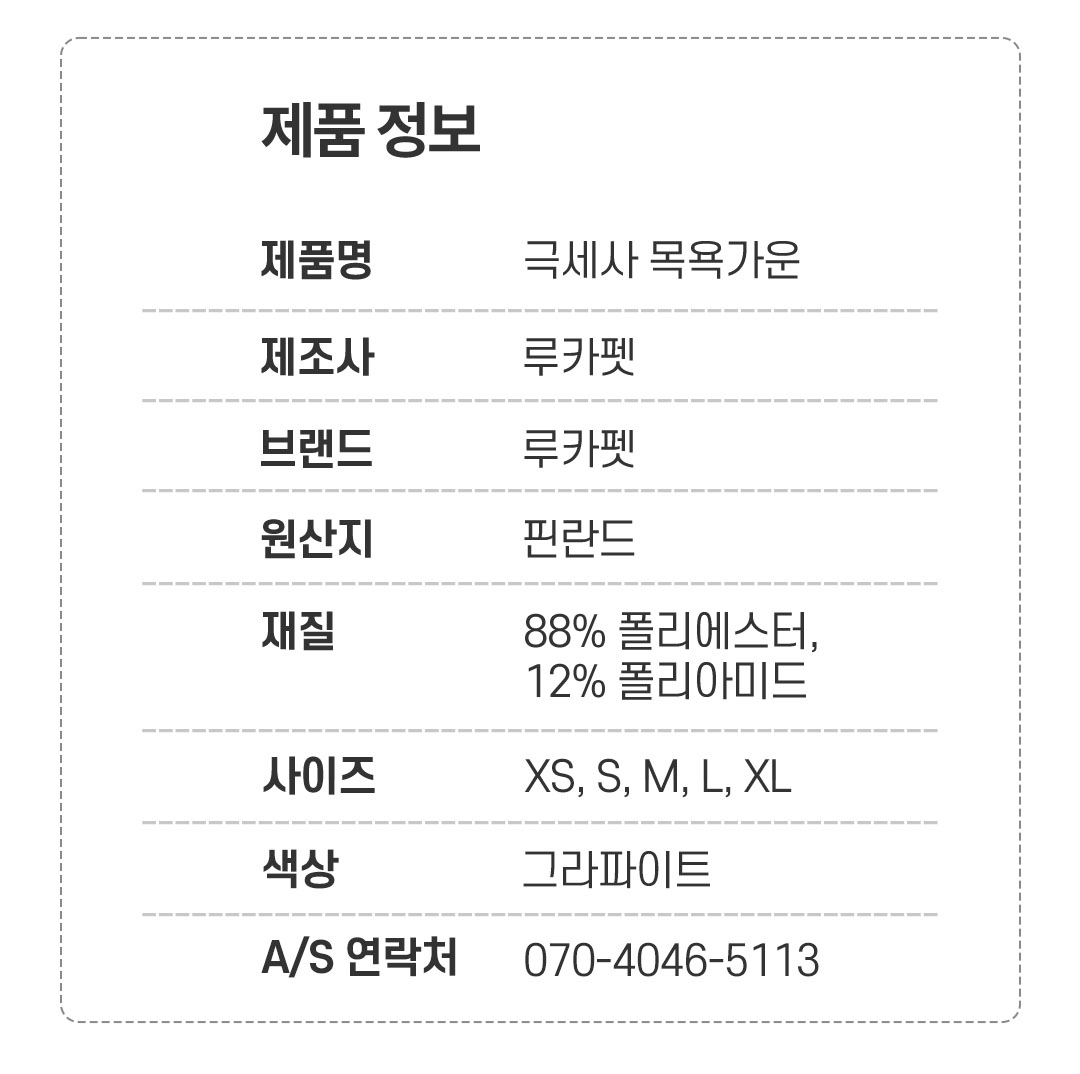 제품 정보
제품명 극세사 목욕가운
제조사 루카펫
브랜드 루카펫
원산지 핀란드
재질 88% 폴리에스터,
12% 폴리아미드
사이즈 XS, S, M, L, XL
색상 그라파이트
A/S 연락처 070-4046-5113